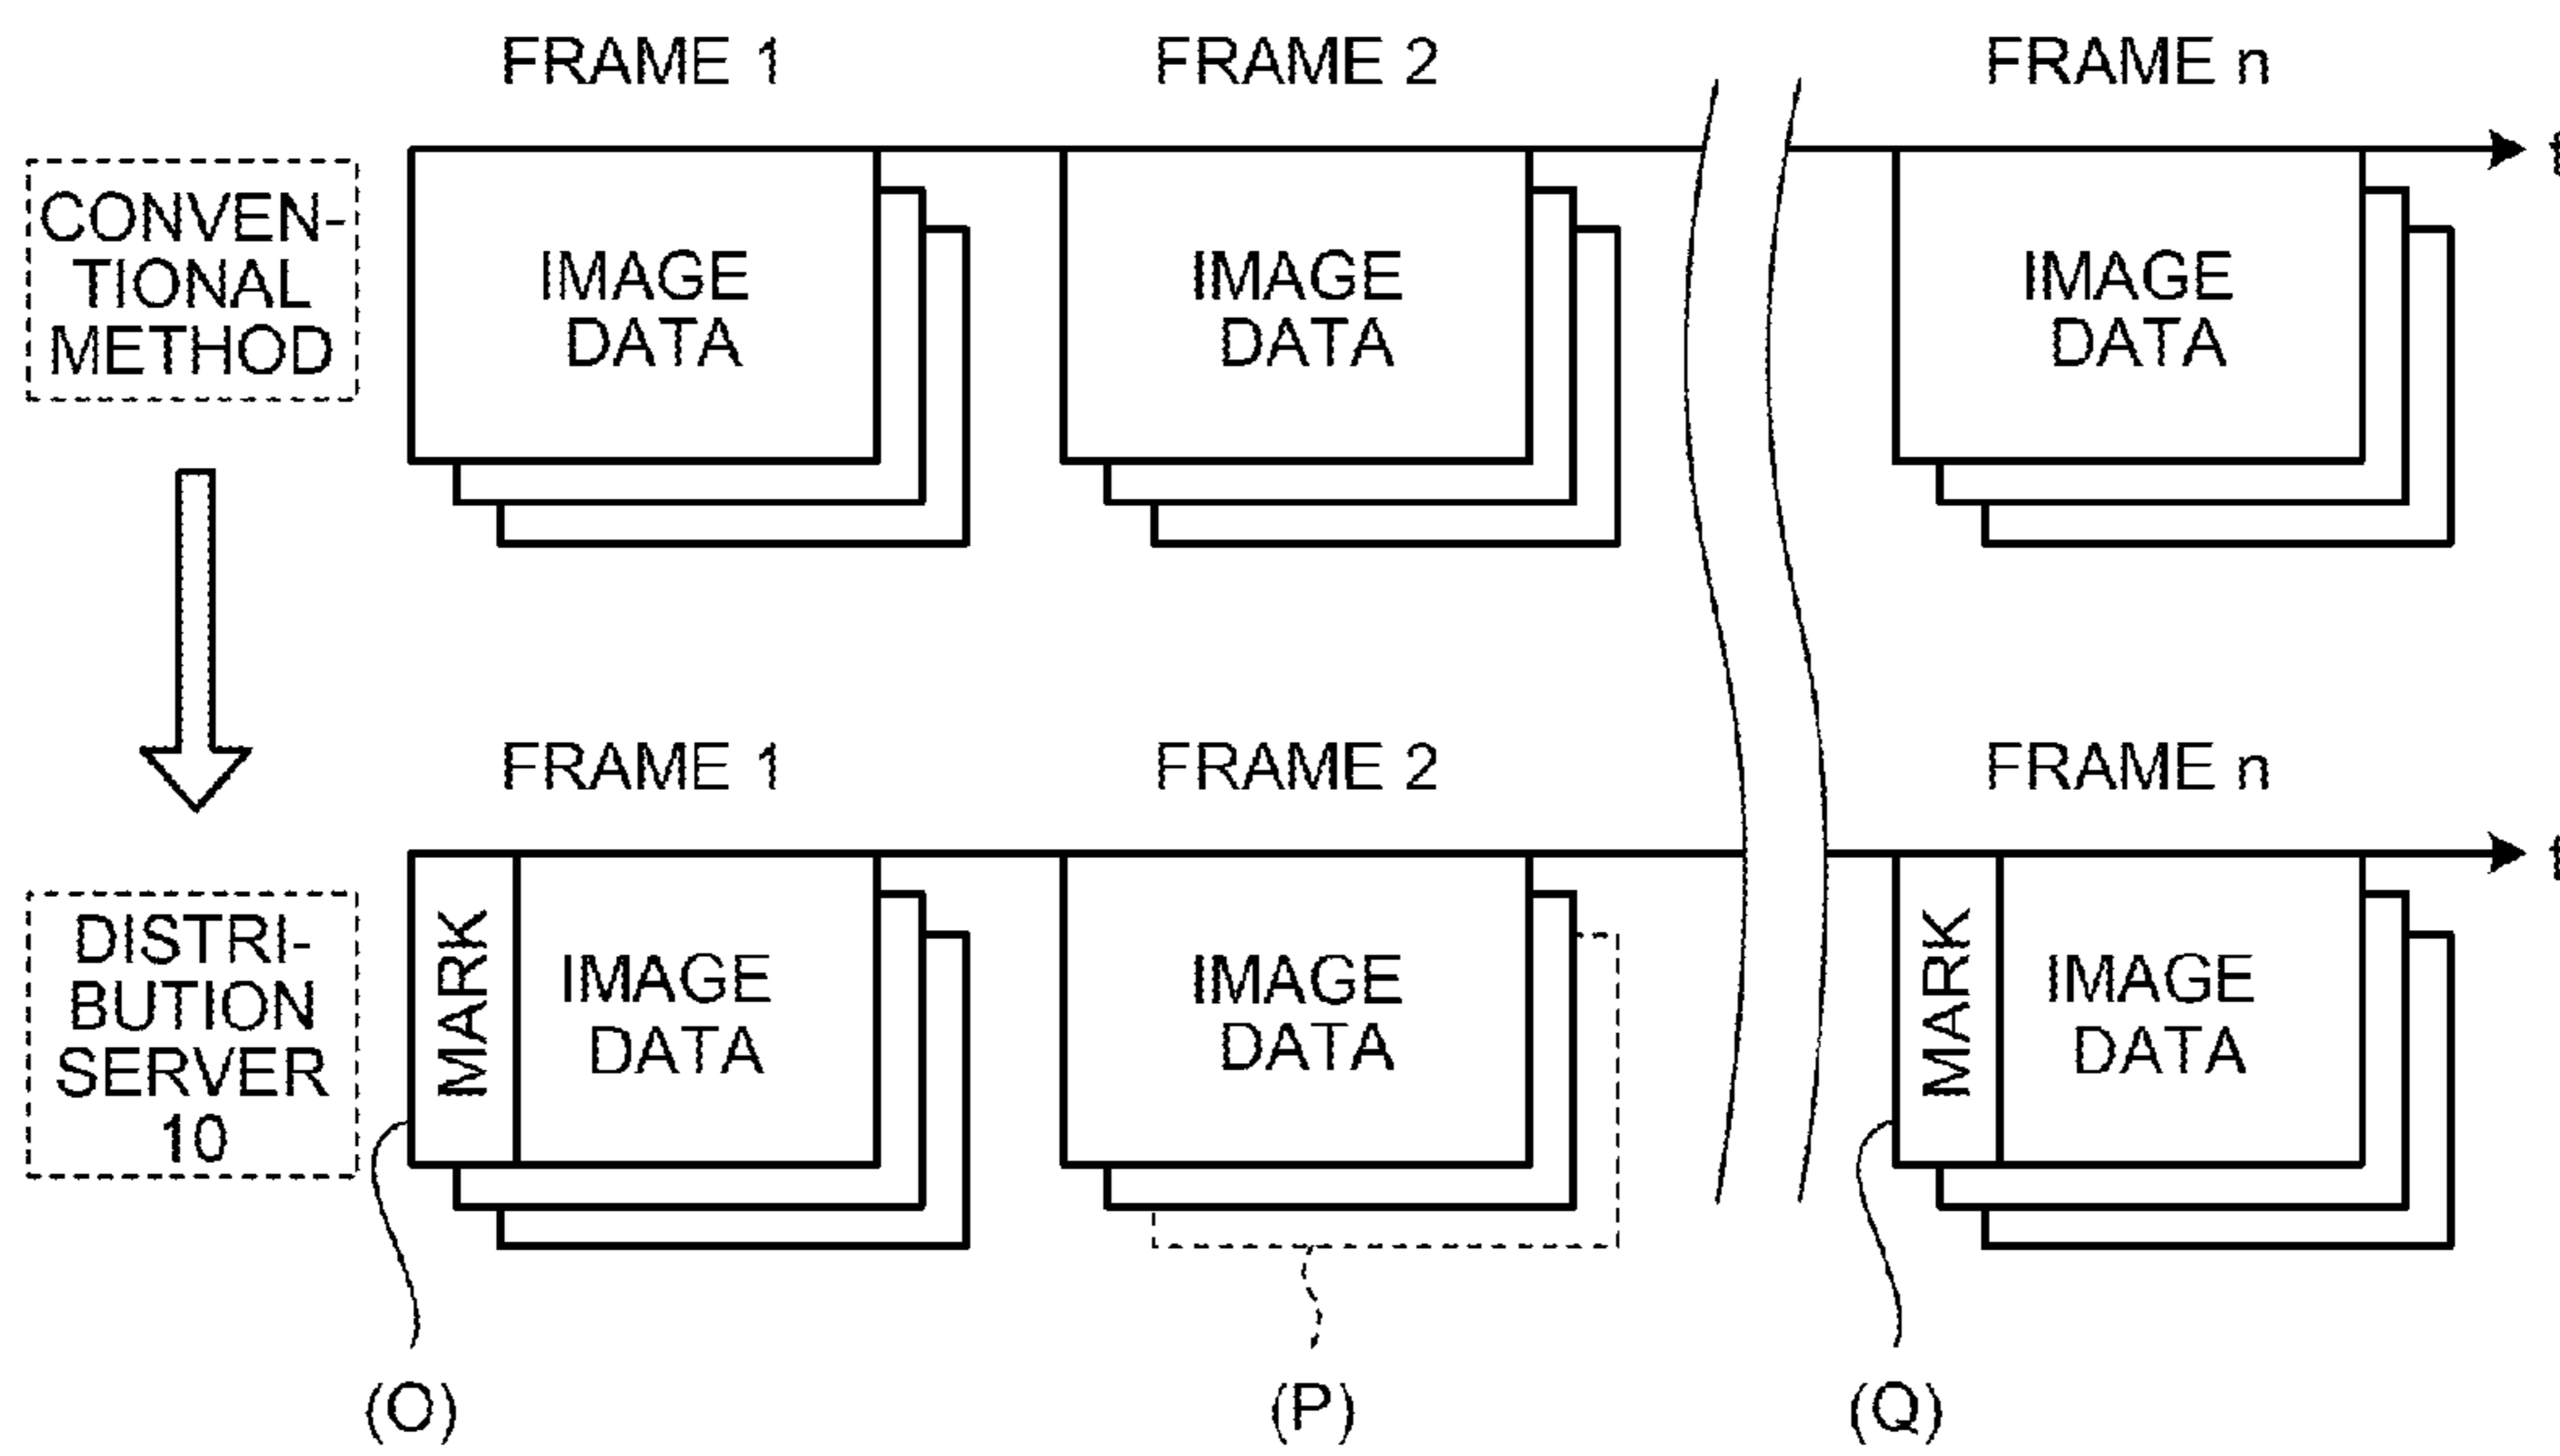 FRAME 1
FRAME 2
FRAME n
t
CONVEN-
TIONAL
METHOD
IMAGE
DATA
IMAGE
DATA
IMAGE
DATA
FRAME 1
FRAME 2
FRAME n
t
DISTRI-
BUTION
SERVER
10
MARK
IMAGE
DATA
IMAGE
DATA
MARK
IMAGE
DATA
(O)
(P)
(Q)